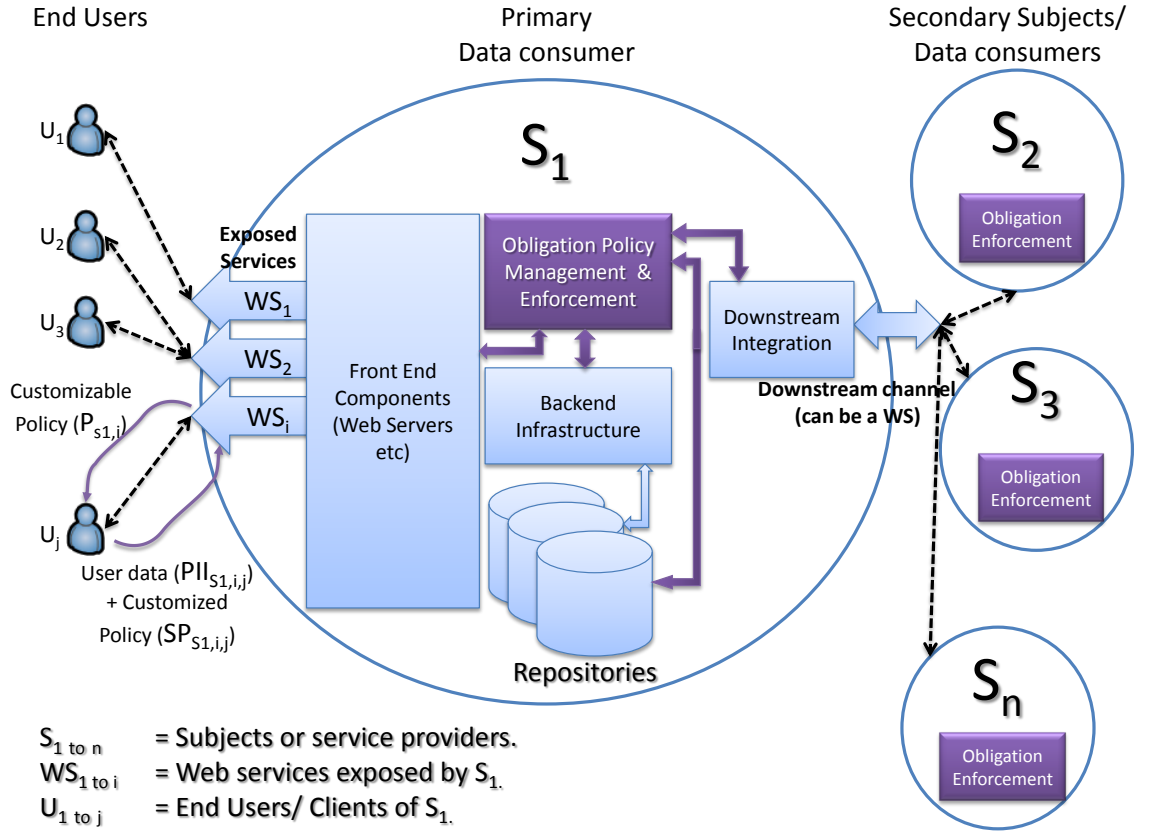 End Users
Primary
Data consumer
Secondary Subjects/
Data consumers
U1
U2
U3
Uj
Customizable
Policy (Ps1,i)
User data (PIIS1,i,j)
+ Customized
Policy (SPS1,i,j)
S1
Exposed
Services
WS1
WS2
WSi
Front End
Components
(Web Servers
etc)
Obligation Policy
Management &
Enforcement
Backend
Infrastructure
Repositories
Downstream
Integration
Downstream channel
(can be a WS)
S2
Obligation
Enforcement
S3
Obligation
Enforcement
Sn
Obligation
Enforcement
S1 to n = Subjects or service providers.
WS1 to i = Web services exposed by S1.
U1 to j = End Users/ Clients of S1.